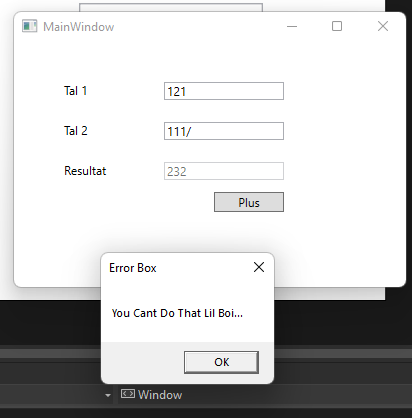 MainWindow
Tal 1
121
Tal 2
111/
Resultat
232
Plus
Error Box
You Cant Do That Lil Boi...
OK
Window